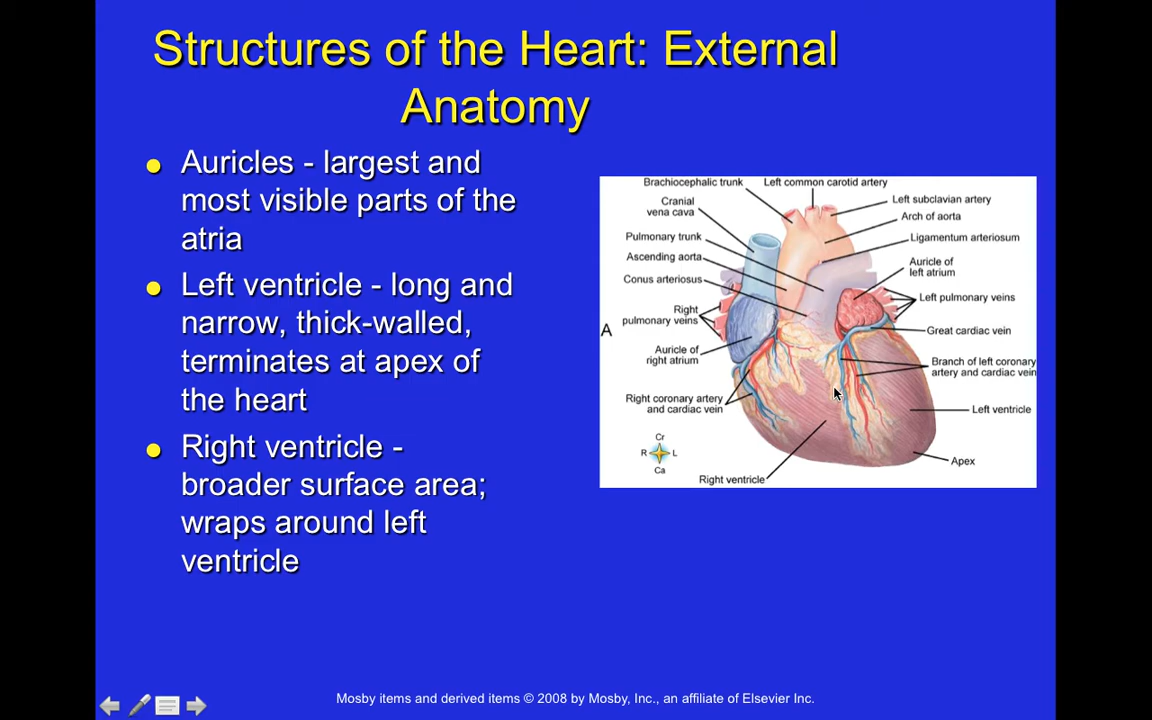 Structures of the Heart: External
Anatomy
Auricles - largest and
most visible parts of the
atria
Left ventricle - long and
narrow, thick-walled,
terminates at apex of
the heart
Right ventricle -
broader surface area;
wraps around left
ventricle
Brachiocephalic trunk
Left common carotid artery
Cranial
vena cava
Left subclavian artery
Arch of aorta
Pulmonary trunk
Ligamentum arteriosum
Ascending aorta
Auricle of
left atrium
Conus arteriosus
Left pulmonary veins
Right
pulmonary veins
A
Great cardiac vein
Auricle of
right atrium
Branch of left coronary
artery and cardiac vein
Right coronary artery
and cardiac vein
Left ventricle
Cr
R L
Ca
Apex
Right ventricle
Mosby items and derived items © 2008 by Mosby, Inc., an affiliate of Elsevier Inc.